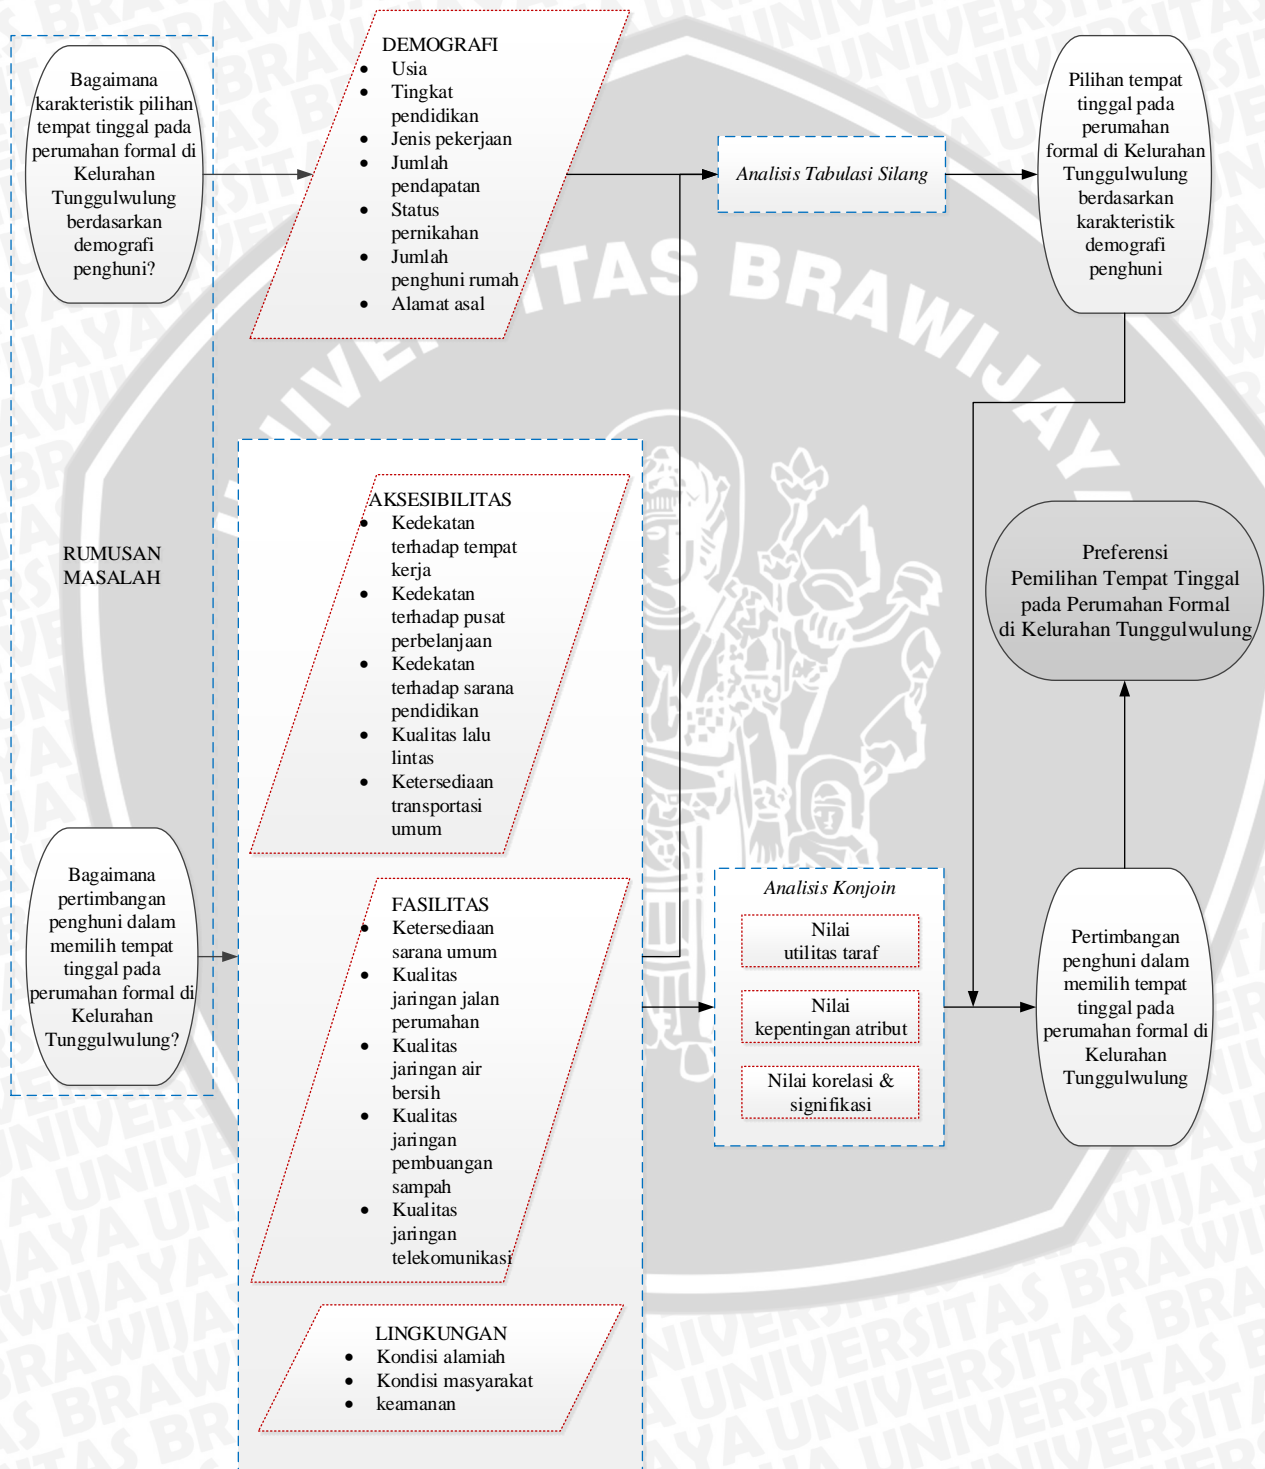 Bagaimana
karakteristik pilihan
tempat tinggal pada
perumahan formal di
Kelurahan
Tunggulwulung
berdasarkan
demografi
penghuni?
DEMOGRAFI
• Usia
• Tingkat
pendidikan
• Jenis pekerjaan
• Jumlah
pendapatan
• Status
pernikahan
• Jumlah
penghuni rumah
• Alamat asal
Analisis Tabulasi Silang
Pilihan tempat
tinggal pada
perumahan
formal di Kelurahan
Tunggulwulung
berdasarkan
karakteristik
demografi
penghuni
RUMUSAN
MASALAH
AKSESIBILITAS
• Kedekatan
terhadap tempat
kerja
• Kedekatan
terhadap pusat
perbelanjaan
• Kedekatan
terhadap sarana
pendidikan
• Kualitas lalu
lintas
• Ketersediaan
transportasi
umum
Preferensi
Pemilihan Tempat Tinggal
pada Perumahan Formal
di Kelurahan Tunggulwulung
Bagaimana
pertimbangan
penghuni dalam
memilih tempat
tinggal pada
perumahan formal di
Kelurahan
Tunggulwulung?
FASILITAS
• Ketersediaan
sarana umum
• Kualitas
jaringan jalan
perumahan
• Kualitas
jaringan air
bersih
• Kualitas
jaringan
pembuangan
sampah
• Kualitas
jaringan
telekomunikasi
LINGKUNGAN
• Kondisi alamiah
• Kondisi masyarakat
• keamanan
Analisis Konjoin
Nilai
utilitas taraf
Nilai
kepentingan atribut
Nilai korelasi &
signifikasi
Pertimbangan
penghuni dalam
memilih tempat
tinggal pada
perumahan formal di
Kelurahan
Tunggulwulung
UNIVERSITAS BRAWIJAYA